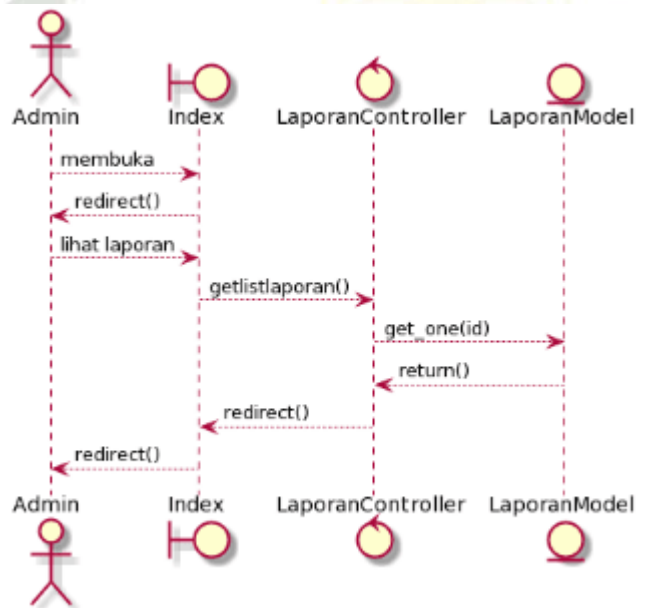 Admin Index LaporanController LaporanModel
membuka
redirect()
lihat laporan
getlistlaporan()
get_one(id)
return()
redirect()
redirect()
Admin Index LaporanController LaporanModel